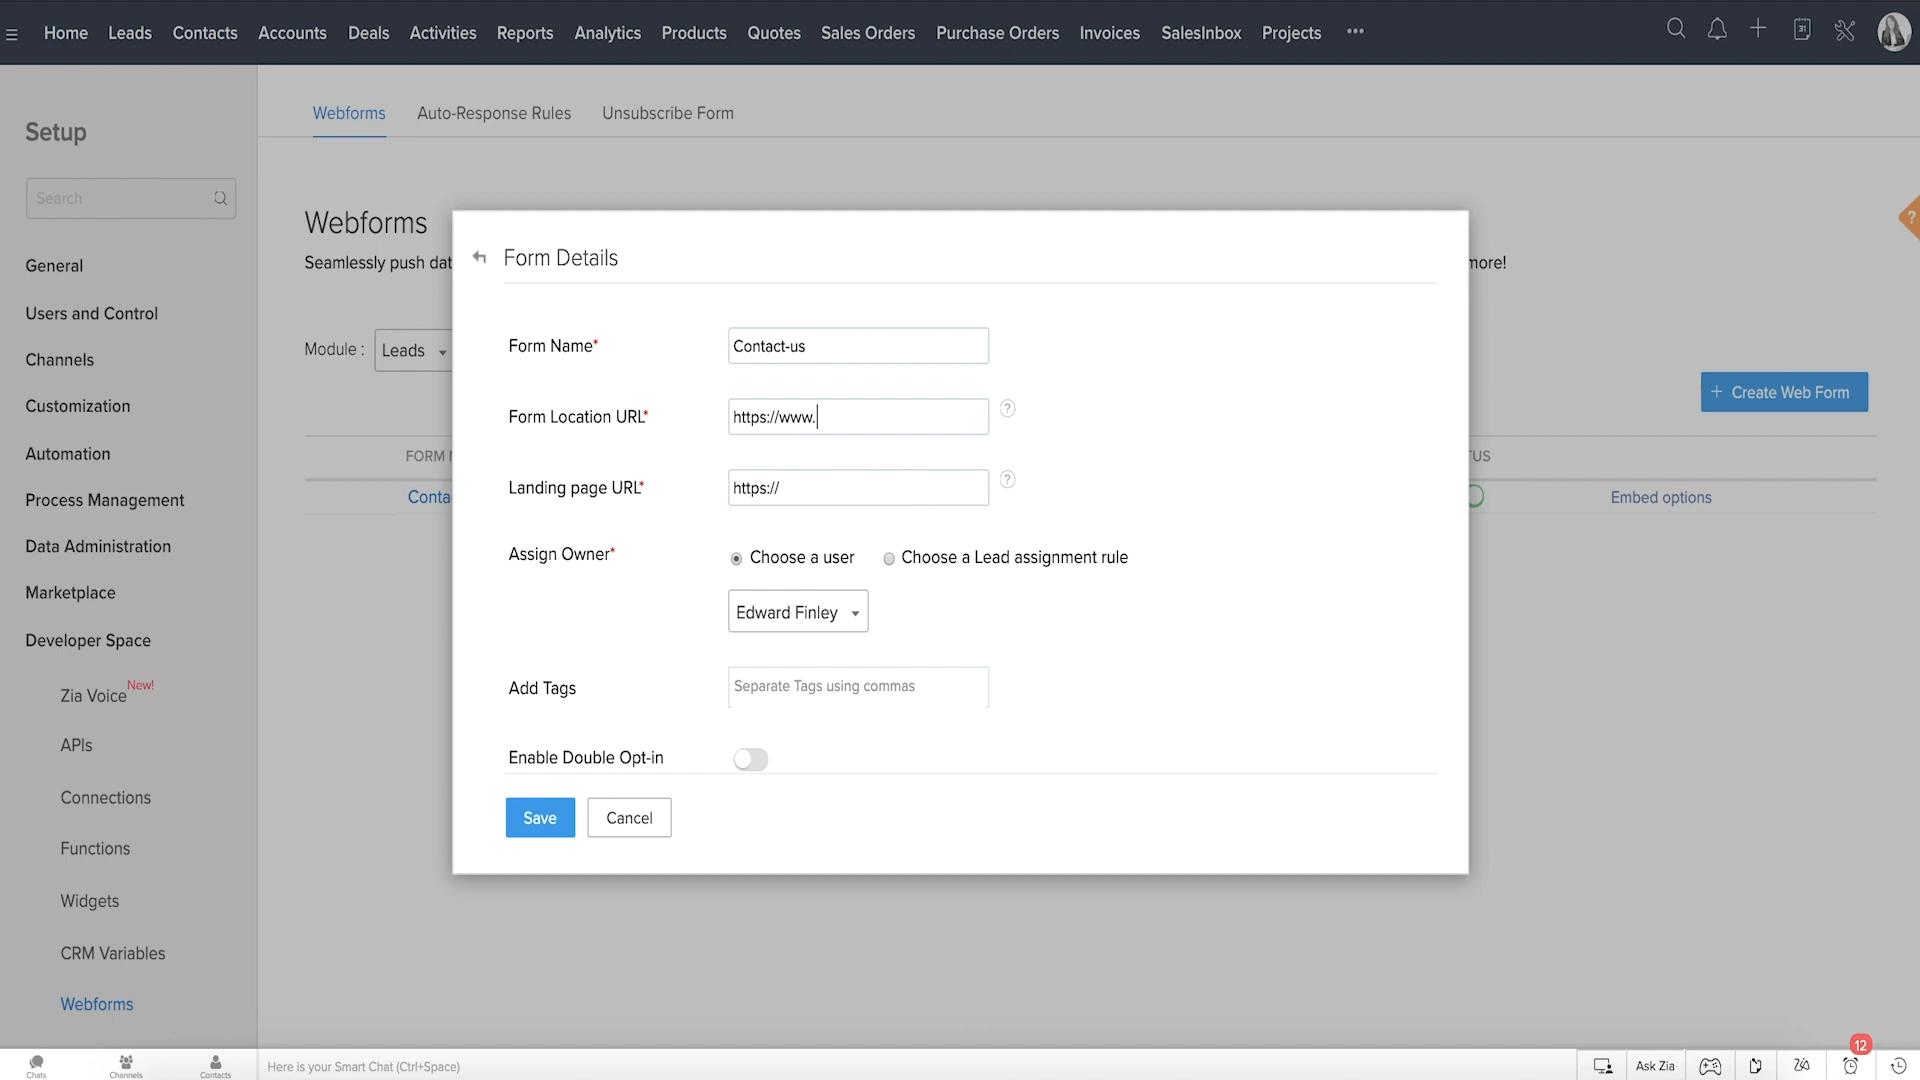 Home Leads Contacts Accounts Deals Activities Reports Analytics Products Quotes Sales Orders Purchase Orders Invoices SalesInbox Projects •••
31
Webforms Auto-Response Rules Unsubscribe Form
Setup
Search
Webforms
?
Seamlessly push dat more!
Form Details
General
Users and Control
Channels
Customization
Automation
Process Management
Data Administration
Marketplace
Developer Space
Zia Voice New!
APIs
Connections
Functions
Widgets
CRM Variables
Webforms
Module : Leads
+ Create Web Form
FORM N TUS
Conta Embed options
Form Name* Contact-us
Form Location URL* https://www. ?
Landing page URL* https:// ?
Assign Owner* Choose a user Choose a Lead assignment rule
Edward Finley
Add Tags Separate Tags using commas
Enable Double Opt-in
Save Cancel
Chats Channels Contacts Here is your Smart Chat (Ctrl+Space) Ask Zia 12